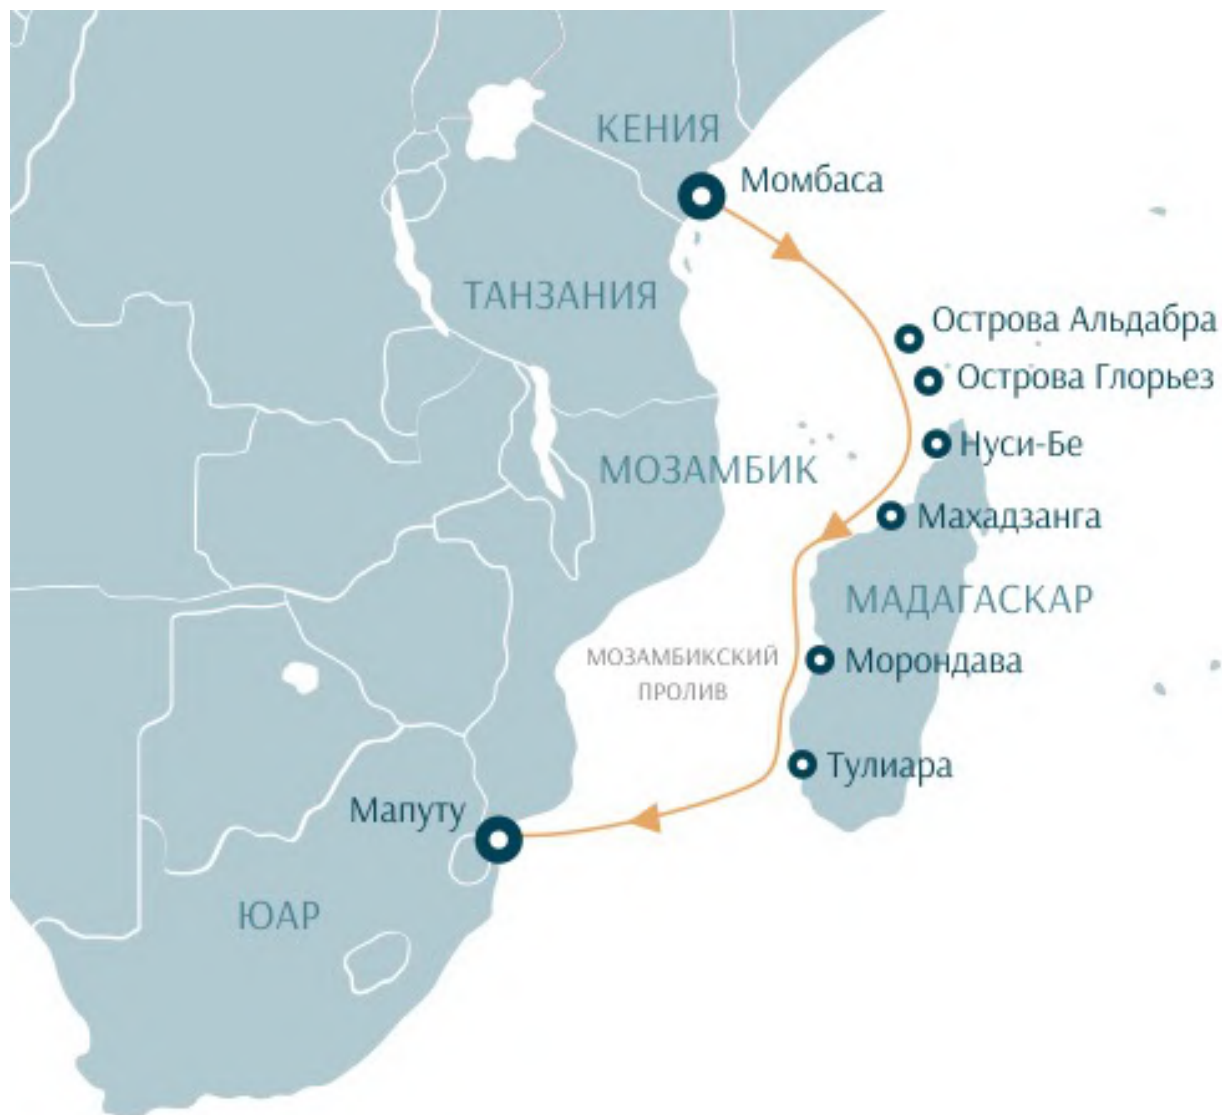 КЕНИЯ
Момбаса
ТАНЗАНИЯ
Острова Альдабра
Острова Глорьез
Нуси-Бе
МОЗАМБИК
Махадзанга
МАДАГАСКАР
МОЗАМБИКСКИЙ
ПРОЛИВ
Морондава
Тулиара
Мапуту
ЮАР